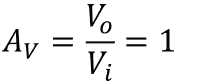 A_V = V_o / V_i = 1